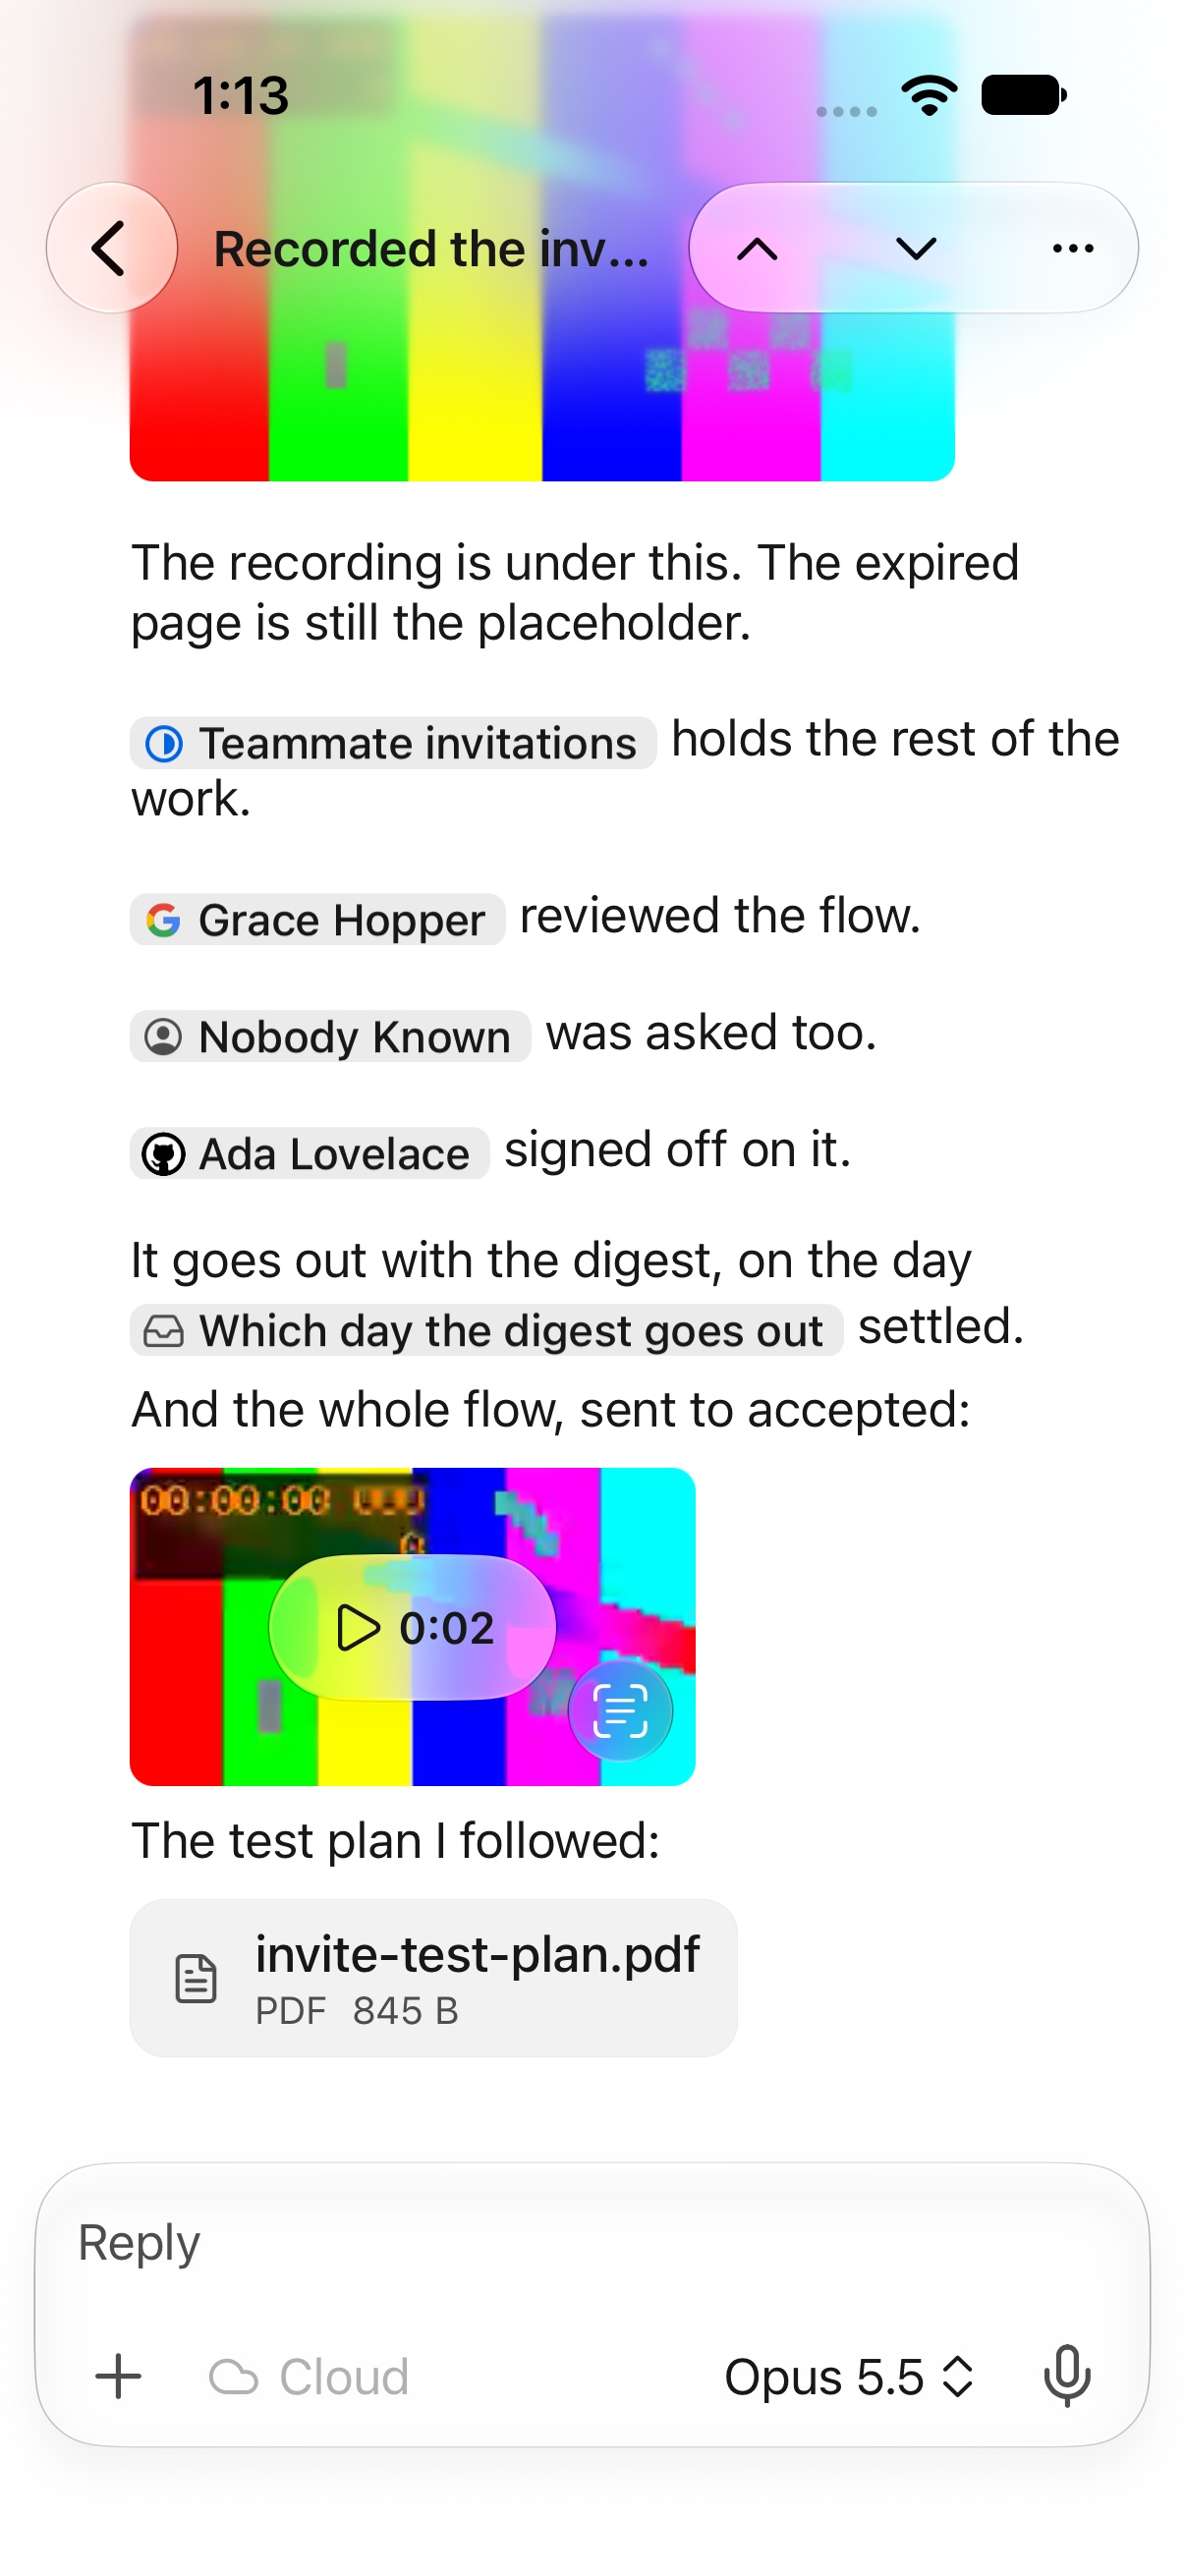 1:13
Recorded the inv...
The recording is under this. The expired
page is still the placeholder.
Teammate invitations holds the rest of the
work.
Grace Hopper reviewed the flow.
Nobody Known was asked too.
Ada Lovelace signed off on it.
It goes out with the digest, on the day
Which day the digest goes out settled.
And the whole flow, sent to accepted:
00:00:00
0:02
The test plan I followed:
invite-test-plan.pdf
PDF 845 B
Reply
Cloud
Opus 5.5